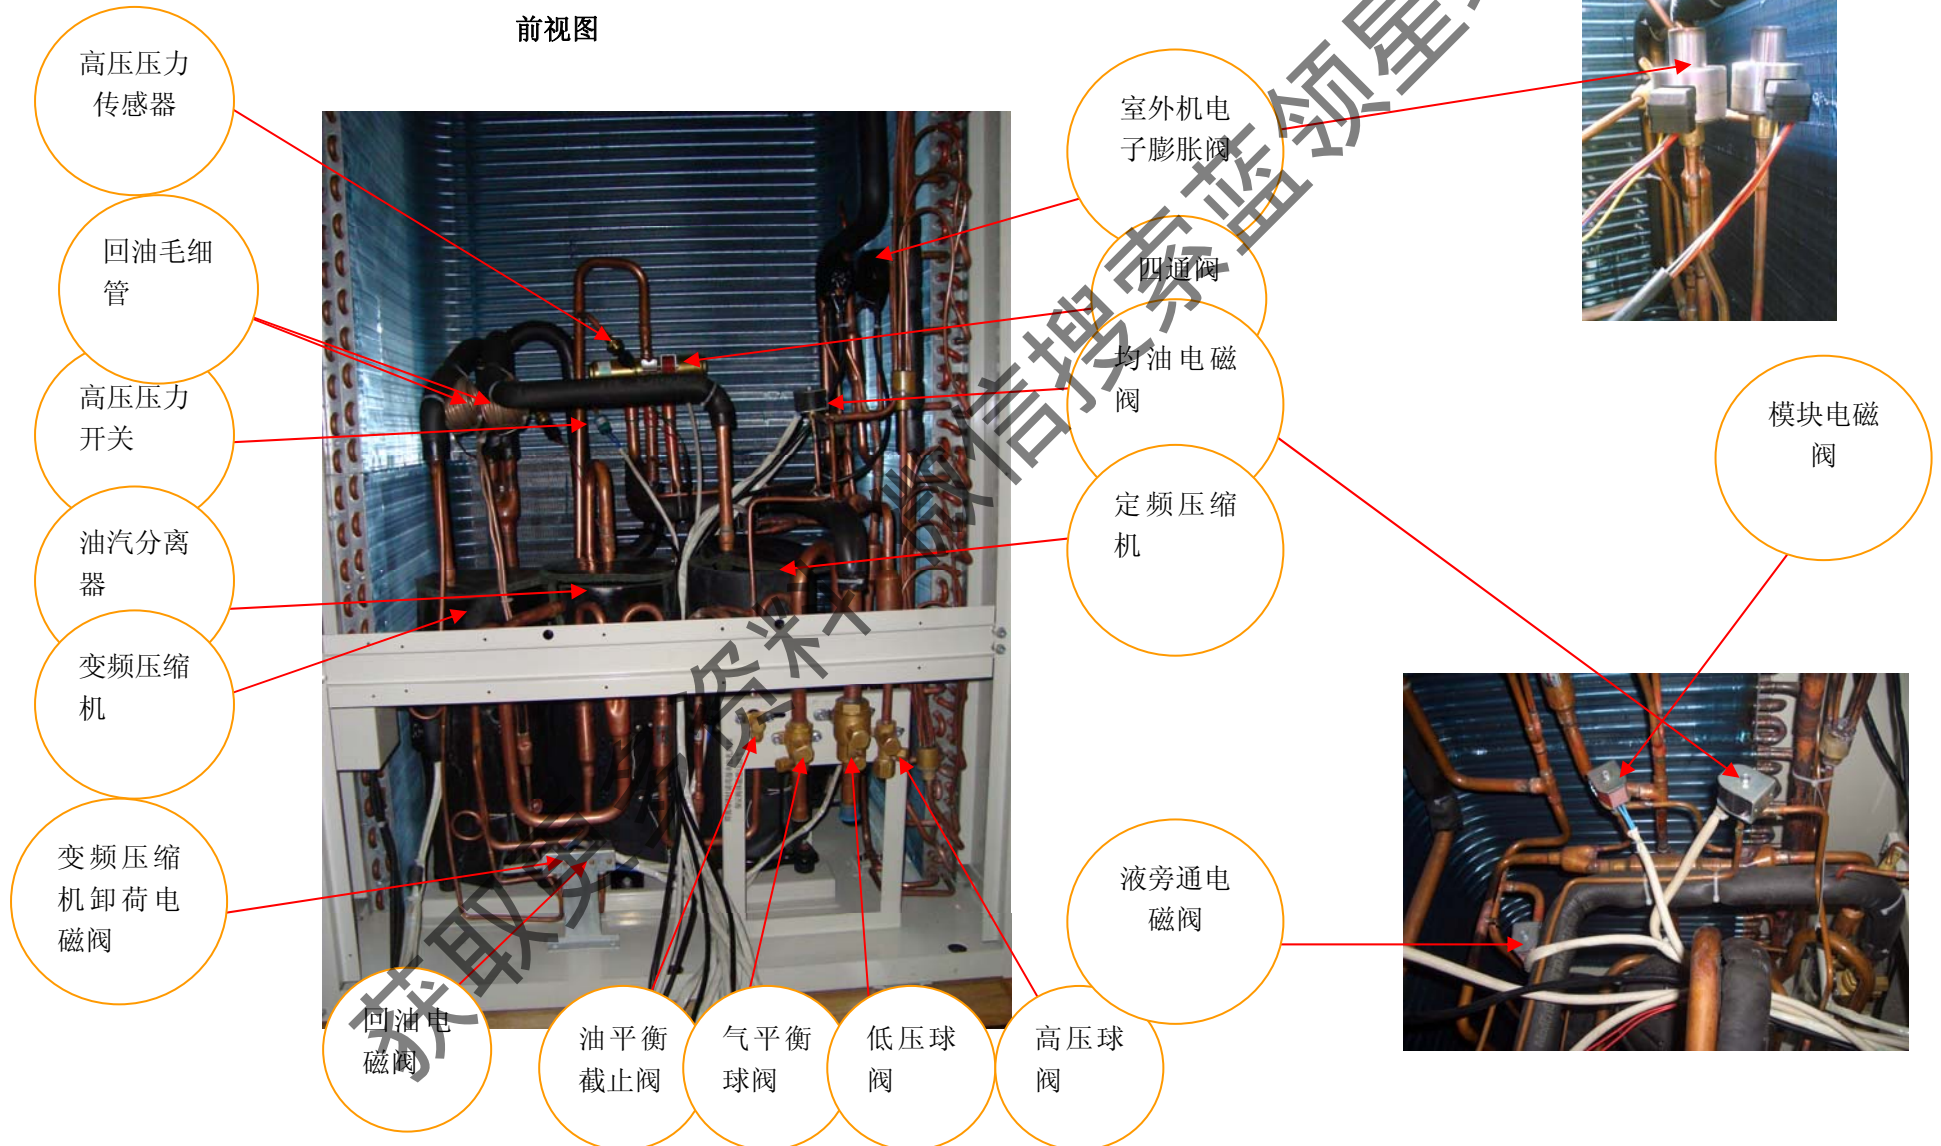 前视图
高压压力
传感器
回油毛细
管
高压压力
开关
油汽分离
器
变频压缩
机
变频压缩
机卸荷电
磁阀
回油电
磁阀
油平衡
截止阀
气平衡
球阀
低压球
阀
高压球
阀
室外机电
子膨胀阀
四通阀
均油电磁
阀
定频压缩
机
液旁通电
磁阀
模块电磁
阀